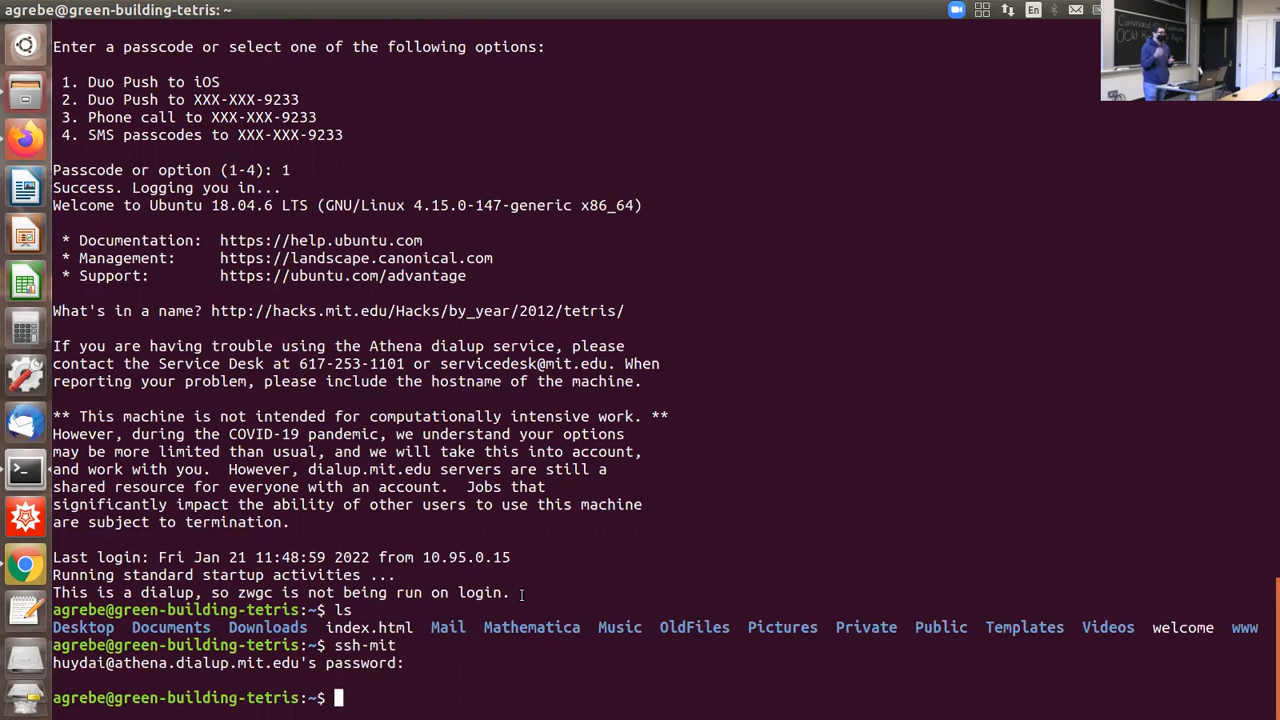 agrebe@green-building-tetris: ~
En
Enter a passcode or select one of the following options:
1. Duo Push to iOS
2. Duo Push to XXX-XXX-9233
3. Phone call to XXX-XXX-9233
4. SMS passcodes to XXX-XXX-9233
Passcode or option (1-4): 1
Success. Logging you in...
Welcome to Ubuntu 18.04.6 LTS (GNU/Linux 4.15.0-147-generic x86_64)
* Documentation:  https://help.ubuntu.com
* Management:     https://landscape.canonical.com
* Support:        https://ubuntu.com/advantage
What's in a name? http://hacks.mit.edu/Hacks/by_year/2012/tetris/
If you are having trouble using the Athena dialup service, please
contact the Service Desk at 617-253-1101 or servicedesk@mit.edu. When
reporting your problem, please include the hostname of the machine.
** This machine is not intended for computationally intensive work. **
However, during the COVID-19 pandemic, we understand your options
may be more limited than usual, and we will take this into account,
and work with you.  However, dialup.mit.edu servers are still a
shared resource for everyone with an account.  Jobs that
significantly impact the ability of other users to use this machine
are subject to termination.
Last login: Fri Jan 21 11:48:59 2022 from 10.95.0.15
Running standard startup activities ...
This is a dialup, so zwgc is not being run on login.
agrebe@green-building-tetris:~$ ls
Desktop  Documents  Downloads  index.html  Mail  Mathematica  Music  OldFiles  Pictures  Private  Public  Templates  Videos  welcome  www
agrebe@green-building-tetris:~$ ssh-mit
huydai@athena.dialup.mit.edu's password:
agrebe@green-building-tetris:~$